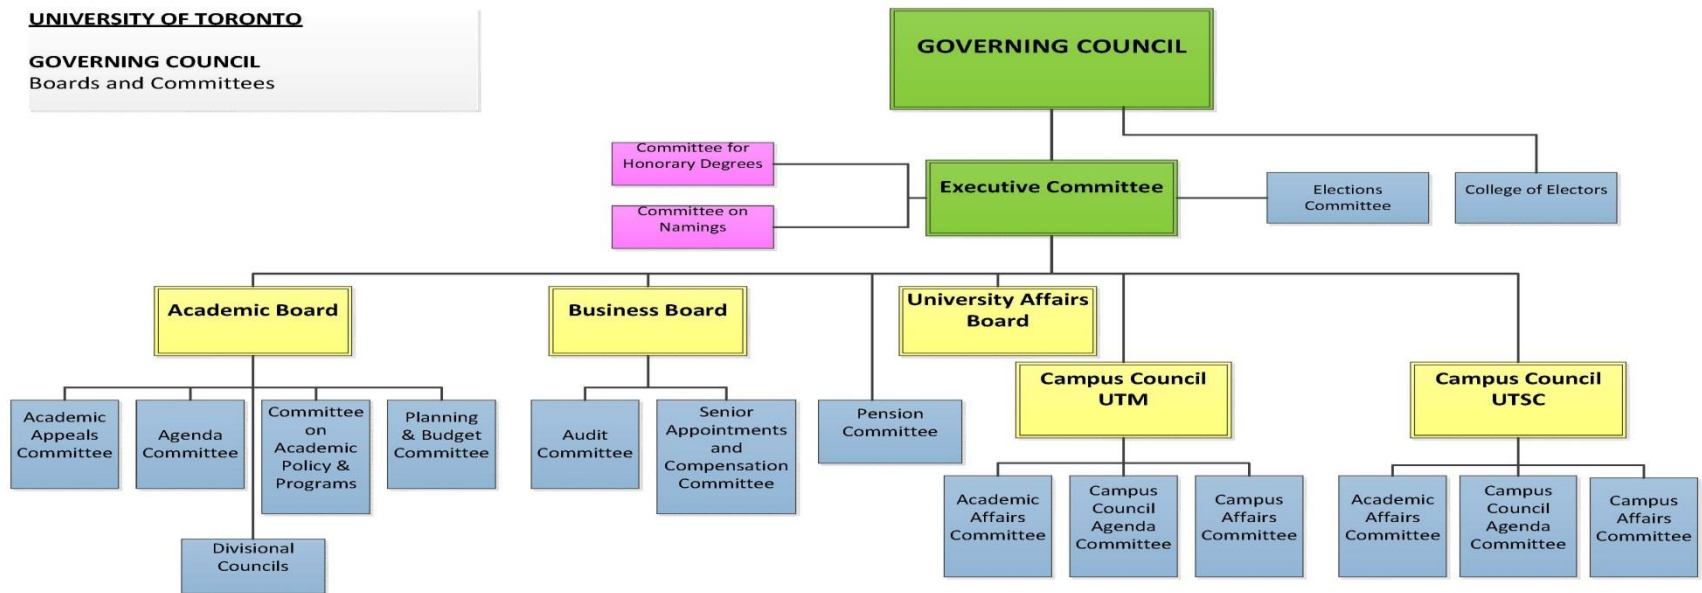 UNIVERSITY OF TORONTO
GOVERNING COUNCIL
Boards and Committees
GOVERNING COUNCIL
Committee for
Honorary Degrees
Executive Committee
Elections
Committee
College of Electors
Committee on
Namings
Academic Board
Business Board
University Affairs
Board
Campus Council
UTM
Campus Council
UTSC
Academic
Appeals
Committee
Agenda
Committee
Committee
on
Academic
Policy &
Programs
Planning
& Budget
Committee
Audit
Committee
Senior
Appointments
and
Compensation
Committee
Pension
Committee
Academic
Affairs
Committee
Campus
Council
Agenda
Committee
Campus
Affairs
Committee
Academic
Affairs
Committee
Campus
Council
Agenda
Committee
Campus
Affairs
Committee
Divisional
Councils